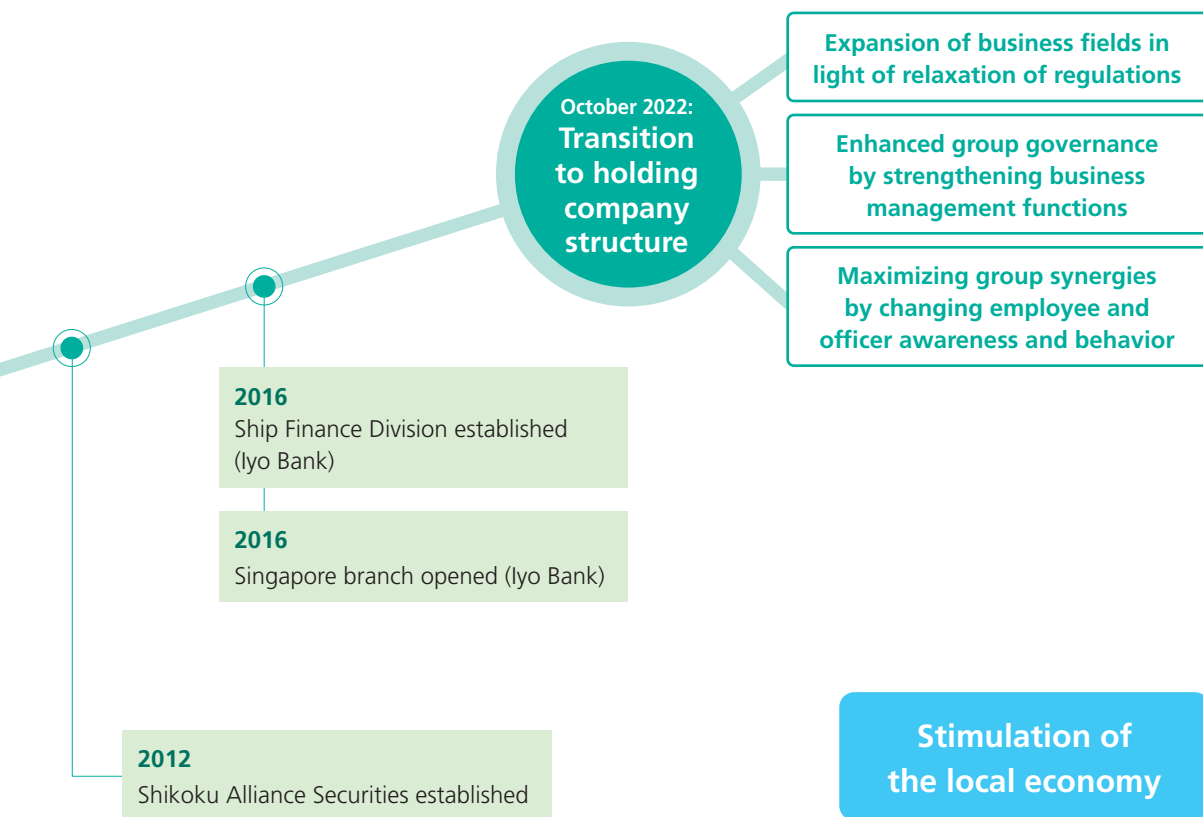 October 2022:
Transition
to holding
company
structure
Expansion of business fields in
light of relaxation of regulations
Enhanced group governance
by strengthening business
management functions
Maximizing group synergies
by changing employee and
officer awareness and behavior
2016
Ship Finance Division established
(Iyo Bank)
2016
Singapore branch opened (Iyo Bank)
2012
Shikoku Alliance Securities established
Stimulation of
the local economy